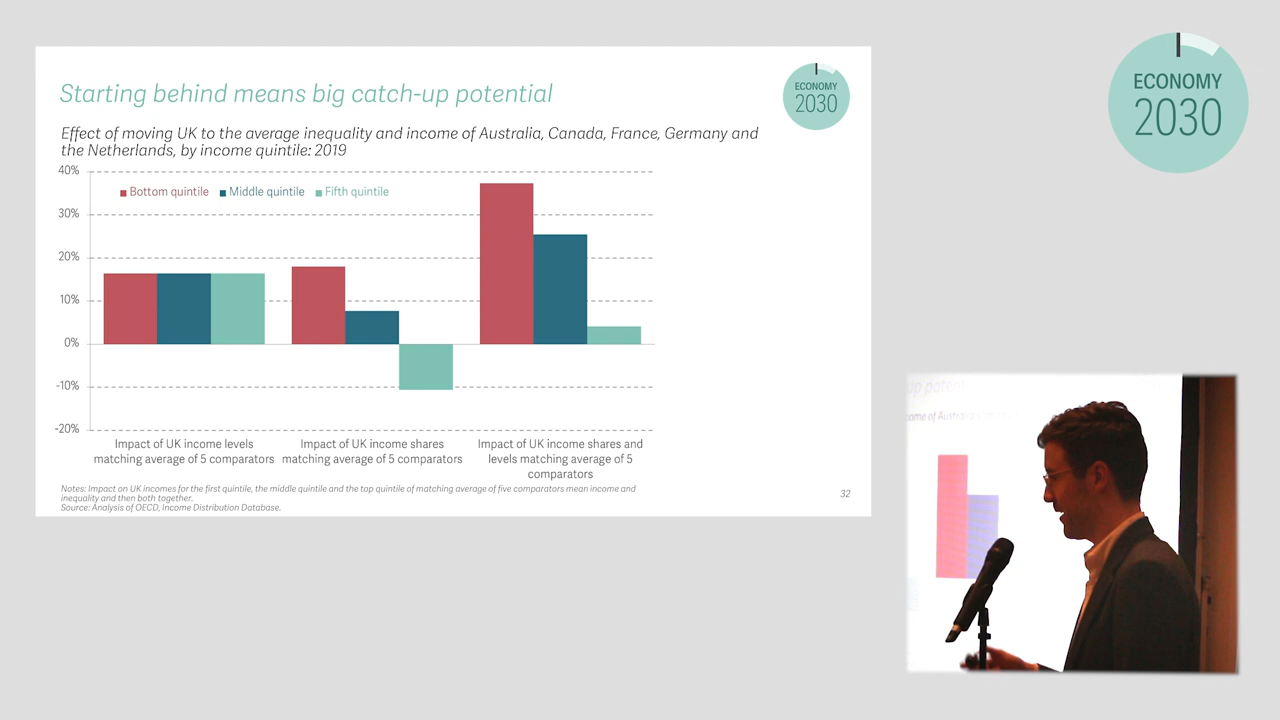 Starting behind means big catch-up potential
ECONOMY
2030
Effect of moving UK to the average inequality and income of Australia, Canada, France, Germany and
the Netherlands, by income quintile: 2019
40%
Bottom quintile Middle quintile Fifth quintile
30%
20%
10%
0%
-10%
-20%
Impact of UK income levels
matching average of 5 comparators
Impact of UK income shares
matching average of 5 comparators
Impact of UK income shares and
levels matching average of 5
comparators
Notes: Impact on UK incomes for the first quintile, the middle quintile and the top quintile of matching average of five comparators mean income and
inequality and then both together.
Source: Analysis of OECD, Income Distribution Database.
32
ECONOMY
2030
up potent
come of Austra